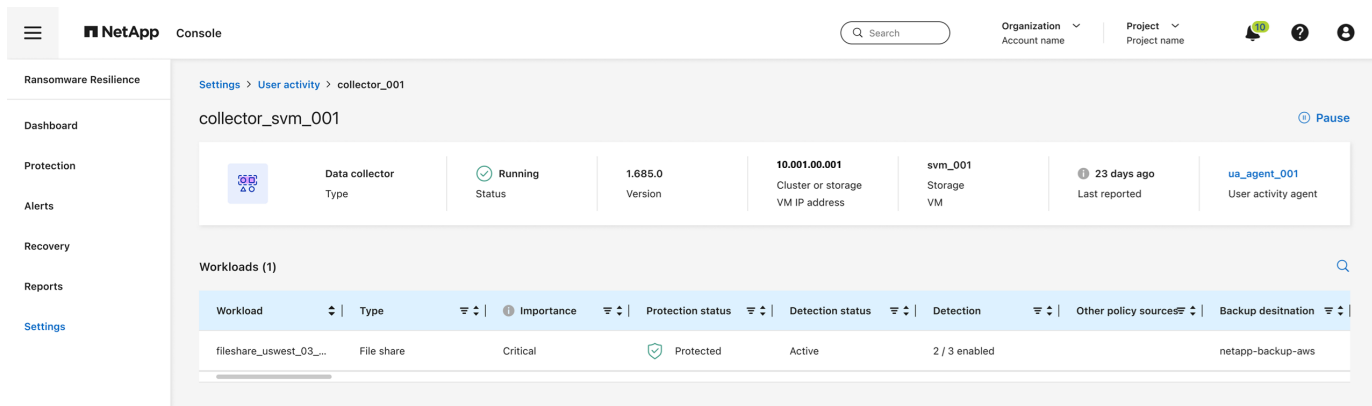 NetApp Console
Search
Organization
Account name
Project
Project name
10
Ransomware Resilience
Dashboard
Protection
Alerts
Recovery
Reports
Settings
Settings > User activity > collector_001
collector_svm_001
Pause
Data collector
Type
Running
Status
1.685.0
Version
10.001.00.001
Cluster or storage
VM IP address
svm_001
Storage
VM
23 days ago
Last reported
ua_agent_001
User activity agent
Workloads (1)
Workload Type Importance Protection status Detection status Detection Other policy sources Backup desitnation
fileshare_uswest_03_... File share Critical Protected Active 2 / 3 enabled netapp-backup-aws